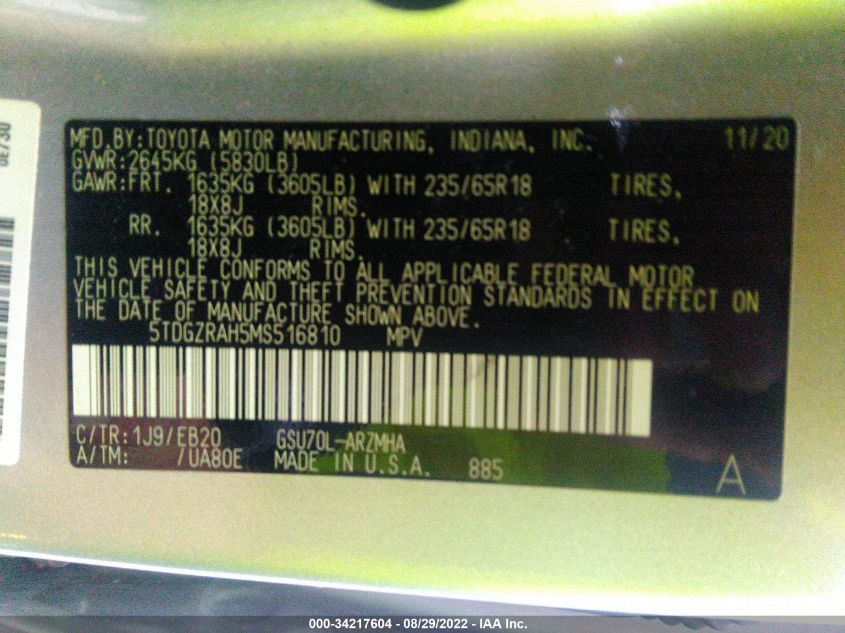 MFD.BY:TOYOTA MOTOR MANUFACTURING, INDIANA, INC. 11/20
GVWR:2645KG (5830LB)
GAWR:FRT. 1635KG (3605LB) WITH 235/65R18 TIRES,
18X8J RIMS.
RR. 1635KG (3605LB) WITH 235/65R18 TIRES,
18X8J RIMS.
THIS VEHICLE CONFORMS TO ALL APPLICABLE FEDERAL MOTOR
VEHICLE SAFETY AND THEFT PREVENTION STANDARDS IN EFFECT ON
THE DATE OF MANUFACTURE SHOWN ABOVE.
5TDGZRAH5MS516810 MPV
C/TR:1J9/EB20 GSU70L-ARZMHA
A/TM: /UA80E MADE IN U.S.A. 885 A
000-34217604 / 08/29/2022 - IAA Inc.